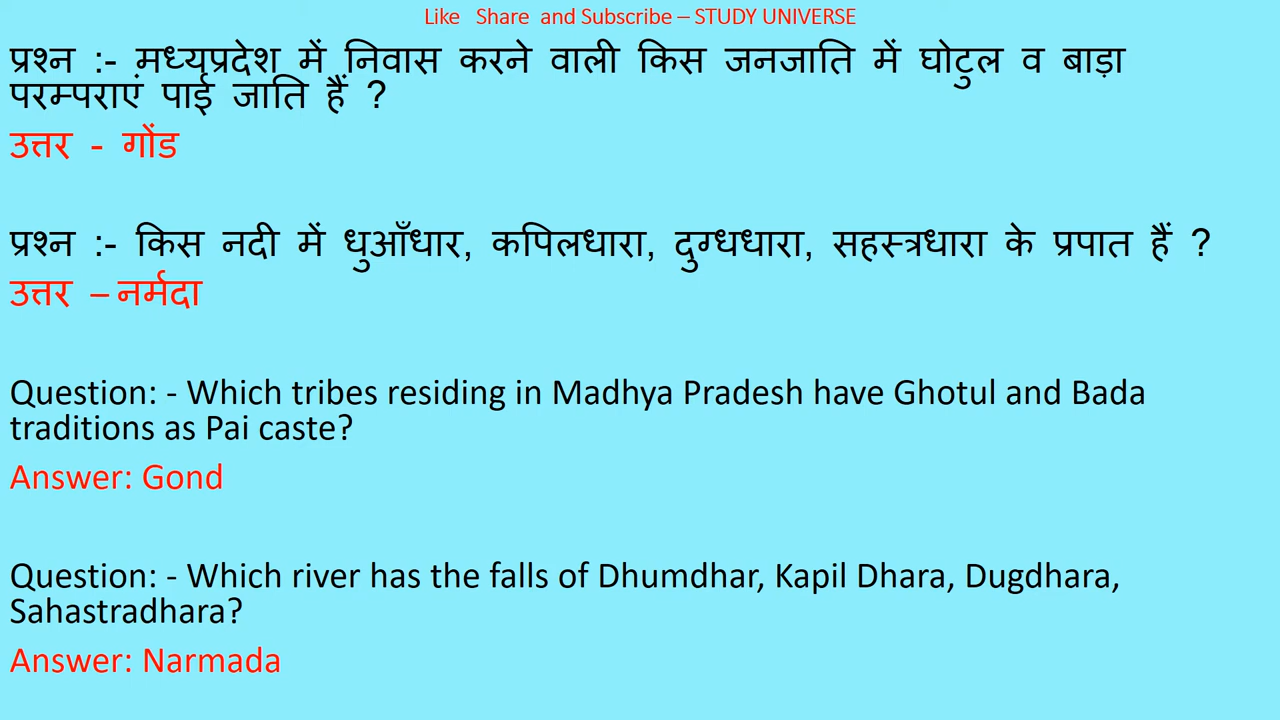 Like Share and Subscribe – STUDY UNIVERSE
प्रश्न :- मध्यप्रदेश में निवास करने वाली किस जनजाति में घोटुल व बाड़ा
परम्पराएं पाई जाति हैं ?
उत्तर - गोंड
प्रश्न :- किस नदी में धुआँधार, कपिलधारा, दुग्धधारा, सहस्त्रधारा के प्रपात हैं ?
उत्तर – नर्मदा
Question: - Which tribes residing in Madhya Pradesh have Ghotul and Bada
traditions as Pai caste?
Answer: Gond
Question: - Which river has the falls of Dhumdhar, Kapil Dhara, Dugdhara,
Sahastradhara?
Answer: Narmada